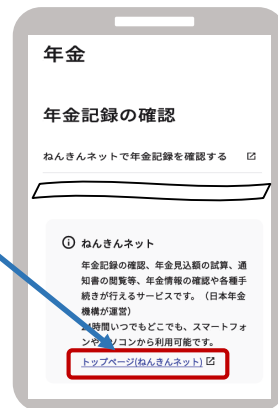 年金
年金記録の確認
ねんきんネットで年金記録を確認する
ねんきんネット
年金記録の確認、年金見込額の試算、通
知書の閲覧等、年金情報の確認や各種手
続きが行えるサービスです。（日本年金
機構が運営）
時間いつでもどこでも、スマートフォ
ンやパソコンから利用可能です。
トップページ(ねんきんネット)